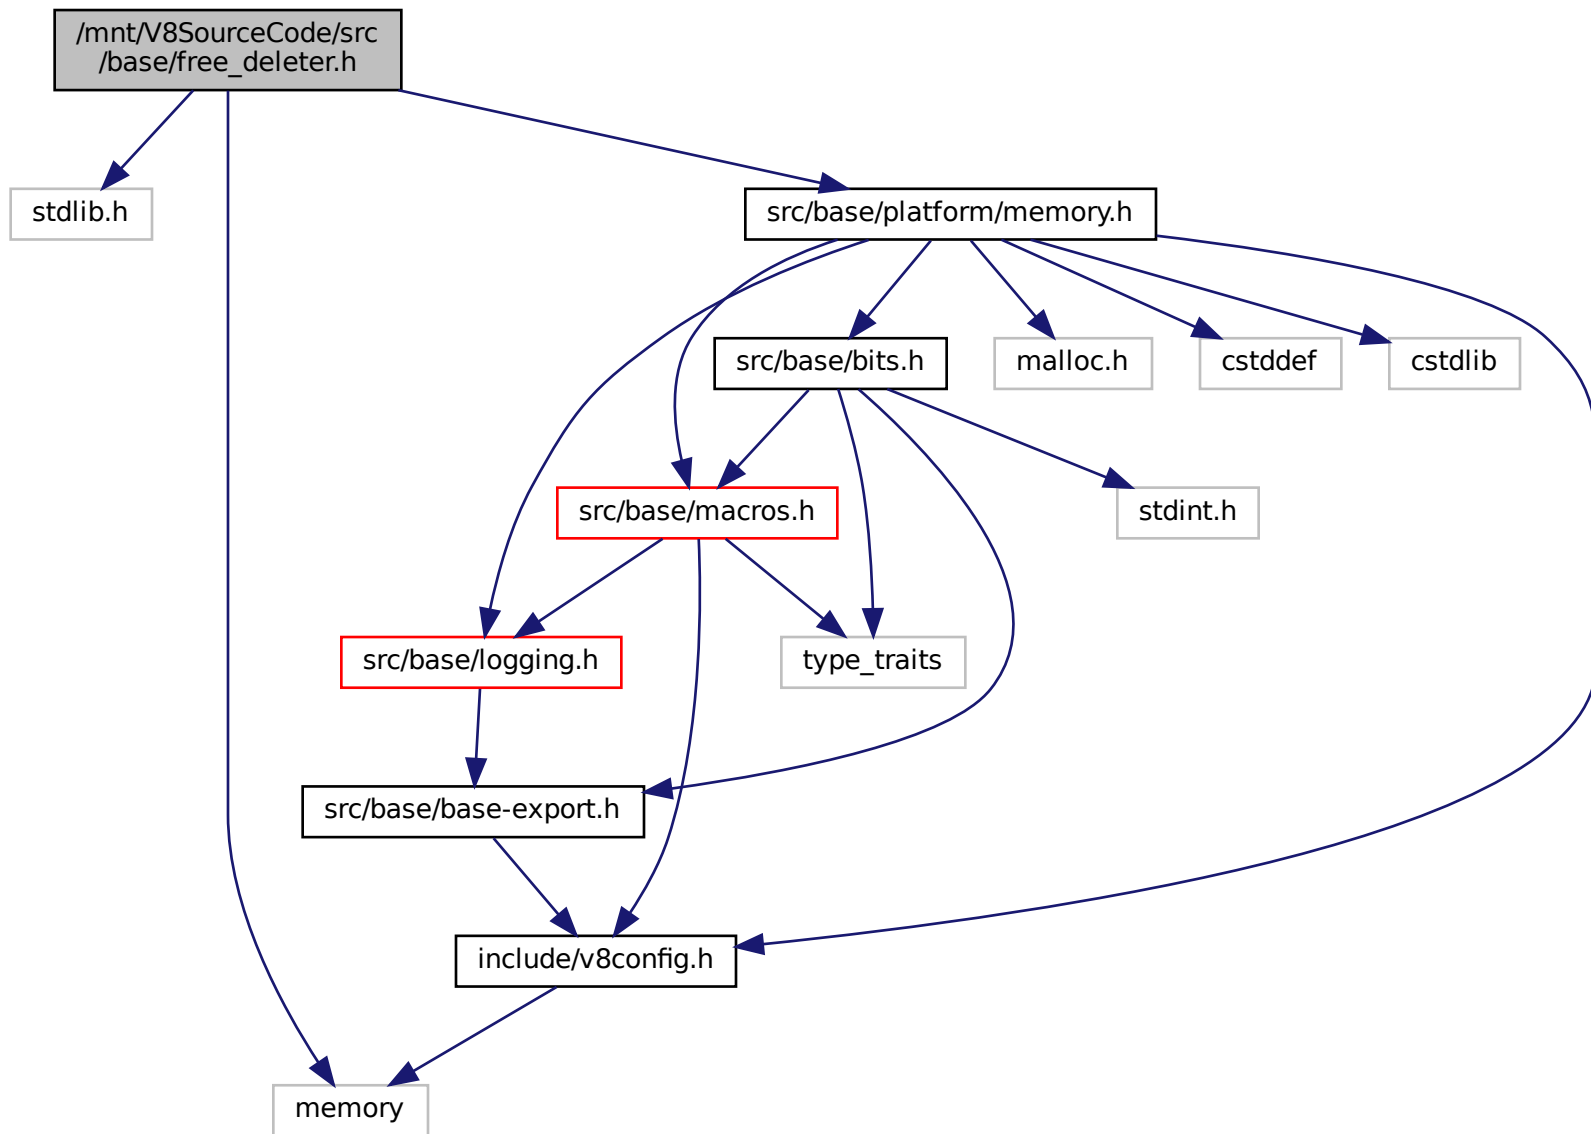 /mnt/V8SourceCode/src
/base/free_deleter.h
stdlib.h
src/base/platform/memory.h
src/base/bits.h
malloc.h
cstddef
cstdlib
src/base/macros.h
stdint.h
src/base/logging.h
type_traits
src/base/base-export.h
include/v8config.h
memory